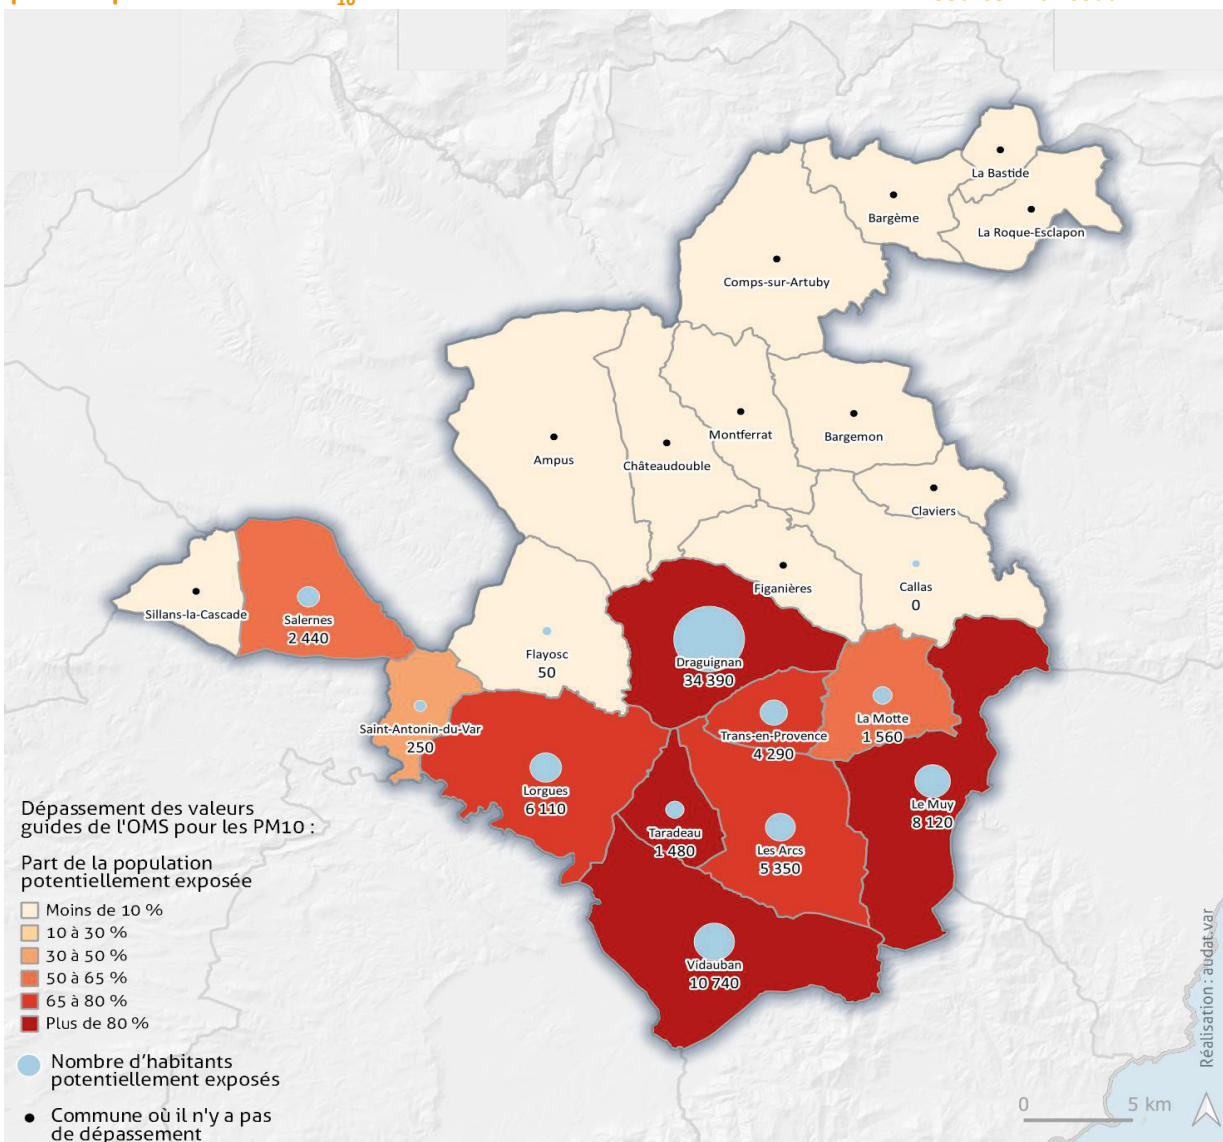 10
La Bastide
Bargème
La Roque-Esclapon
Comps-sur-Artuby
Montferrat
Bargemon
Ampus
Châteaudouble
Claviers
Figanières
Callas
0
Sillans-la-Cascade
Salernes
2 440
Flayosc
50
Draguignan
34 390
La Motte
1 560
Saint-Antonin-du-Var
250
Trans-en-Provence
4 290
Lorgues
6 110
Le Muy
8 120
Taradeau
1 480
Les Arcs
5 350
Vidauban
10 740
Dépassement des valeurs
guides de l'OMS pour les PM10 :
Part de la population
potentiellement exposée
Moins de 10 %
10 à 30 %
30 à 50 %
50 à 65 %
65 à 80 %
Plus de 80 %
Nombre d’habitants
potentiellement exposés
Commune où il n'y a pas
de dépassement
0 5 km
Réalisation : audat.var